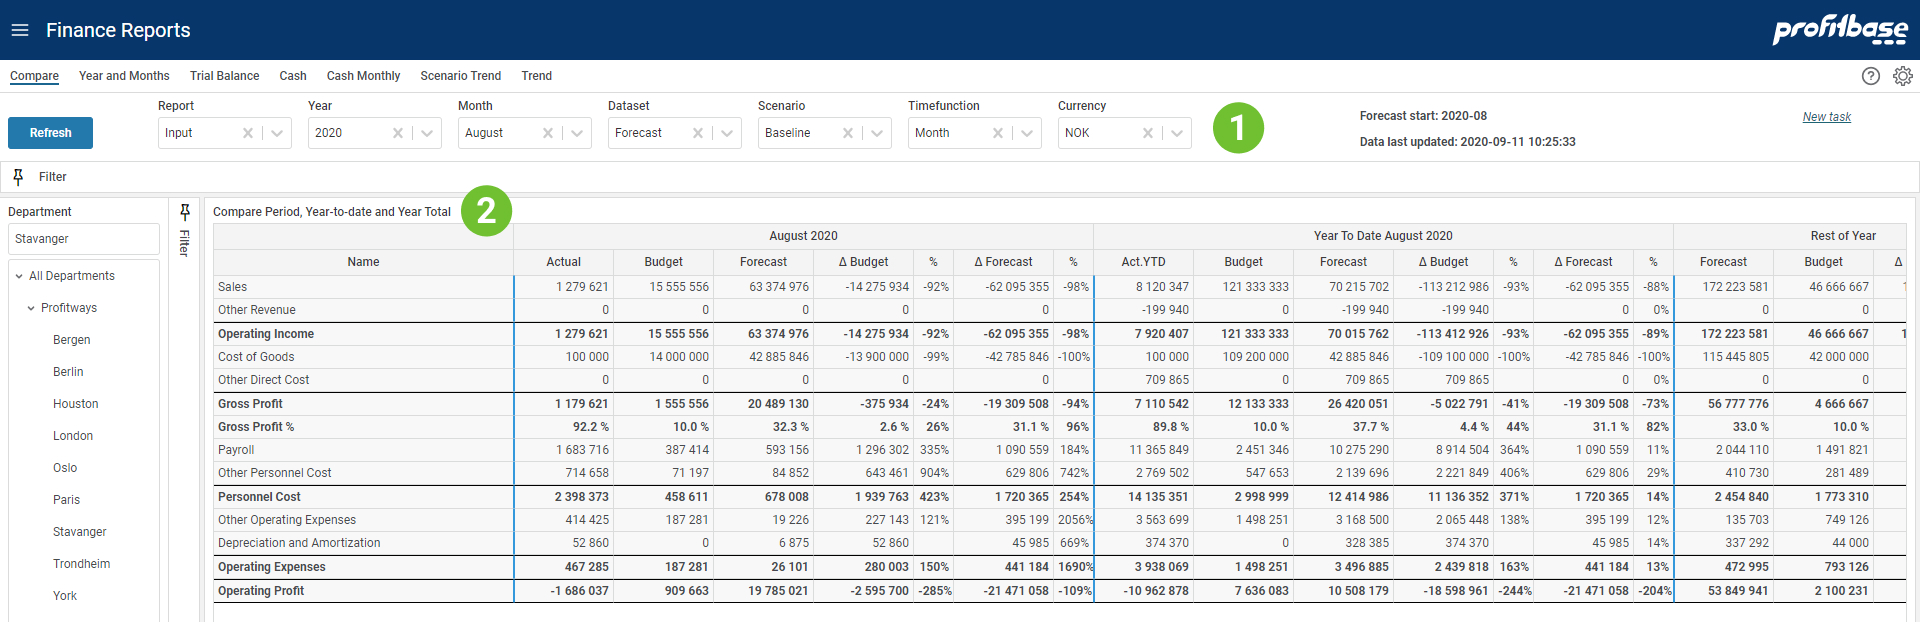 Finance Reports
profitbase
Compare Year and Months Trial Balance Cash Cash Monthly Scenario Trend Trend
Report Year Month Dataset Scenario Timefunction Currency
Refresh Input 2020 August Forecast Baseline Month NOK 1
Forecast start: 2020-08
New task
Data last updated: 2020-09-11 10:25:33
Filter
Department
Stavanger
All Departments
Profitways
Bergen
Berlin
Houston
London
Oslo
Paris
Stavanger
Trondheim
York
Filter
Compare Period, Year-to-date and Year Total 2
August 2020 Year To Date August 2020 Rest of Year
Name Actual Budget Forecast Δ Budget % Δ Forecast % Act.YTD Budget Forecast Δ Budget % Δ Forecast % Forecast Budget Δ
Sales 1 279 621 15 555 556 63 374 976 -14 275 934 -92% -62 095 355 -98% 8 120 347 121 333 333 70 215 702 -113 212 986 -93% -62 095 355 -88% 172 223 581 46 666 667
Other Revenue 0 0 0 0 0 -199 940 0 -199 940 -199 940 0 0% 0 0
Operating Income 1 279 621 15 555 556 63 374 976 -14 275 934 -92% -62 095 355 -98% 7 920 407 121 333 333 70 015 762 -113 412 926 -93% -62 095 355 -89% 172 223 581 46 666 667 1
Cost of Goods 100 000 14 000 000 42 885 846 -13 900 000 -99% -42 785 846 -100% 100 000 109 200 000 42 885 846 -109 100 000 -100% -42 785 846 -100% 115 445 805 42 000 000
Other Direct Cost 0 0 0 0 0 709 865 0 709 865 709 865 0 0% 0 0
Gross Profit 1 179 621 1 555 556 20 489 130 -375 934 -24% -19 309 508 -94% 7 110 542 12 133 333 26 420 051 -5 022 791 -41% -19 309 508 -73% 56 777 776 4 666 667
Gross Profit % 92.2 % 10.0 % 32.3 % 2.6 % 26% 31.1 % 96% 89.8 % 10.0 % 37.7 % 4.4 % 44% 31.1 % 82% 33.0 % 10.0 %
Payroll 1 683 716 387 414 593 156 1 296 302 335% 1 090 559 184% 11 365 849 2 451 346 10 275 290 8 914 504 364% 1 090 559 11% 2 044 110 1 491 821
Other Personnel Cost 714 658 71 197 84 852 643 461 904% 629 806 742% 2 769 502 547 653 2 139 696 2 221 849 406% 629 806 29% 410 730 281 489
Personnel Cost 2 398 373 458 611 678 008 1 939 763 423% 1 720 365 254% 14 135 351 2 998 999 12 414 986 11 136 352 371% 1 720 365 14% 2 454 840 1 773 310
Other Operating Expenses 414 425 187 281 19 226 227 143 121% 395 199 2056% 3 563 699 1 498 251 3 168 500 2 065 448 138% 395 199 12% 135 703 749 126
Depreciation and Amortization 52 860 0 6 875 52 860 45 985 669% 374 370 0 328 385 374 370 45 985 14% 337 292 44 000
Operating Expenses 467 285 187 281 26 101 280 003 150% 441 184 1690% 3 938 069 1 498 251 3 496 885 2 439 818 163% 441 184 13% 472 995 793 126
Operating Profit -1 686 037 909 663 19 785 021 -2 595 700 -285% -21 471 058 -109% -10 962 878 7 636 083 10 508 179 -18 598 961 -244% -21 471 058 -204% 53 849 941 2 100 231